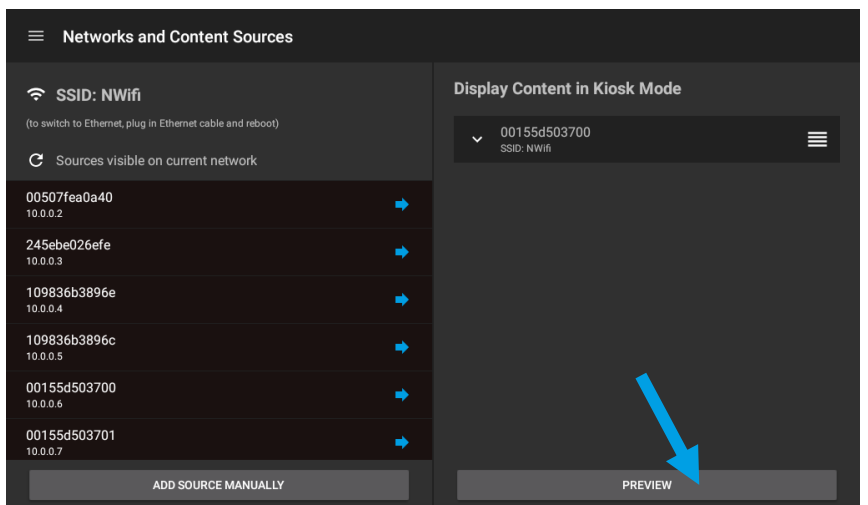 Networks and Content Sources
SSID: NWifi
(to switch to Ethernet, plug in Ethernet cable and reboot)
Sources visible on current network
00507fea0a40
10.0.0.2
245ebe026efe
10.0.0.3
109836b3896e
10.0.0.4
109836b3896c
10.0.0.5
00155d503700
10.0.0.6
00155d503701
10.0.0.7
ADD SOURCE MANUALLY
Display Content in Kiosk Mode
00155d503700
SSID: NWifi
PREVIEW